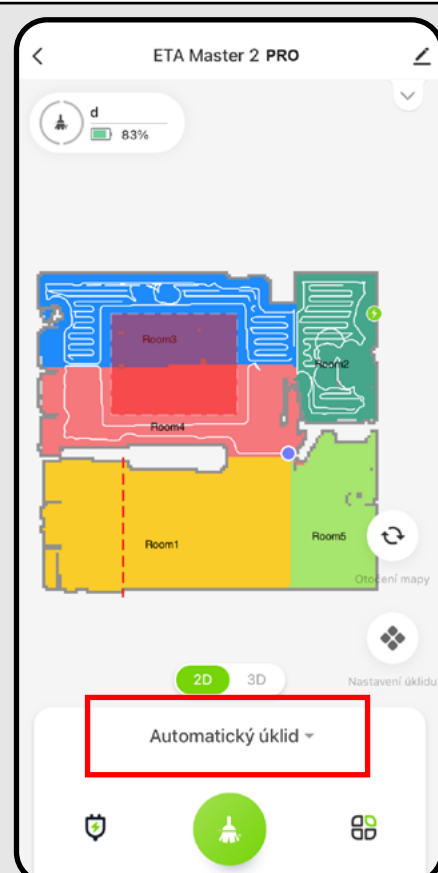 ETA Master 2 PRO
d
83%
Room3
Room2
Room4
Room1
Room5
Otočení mapy
2D 3D
Nastavení úklidu
Automatický úklid